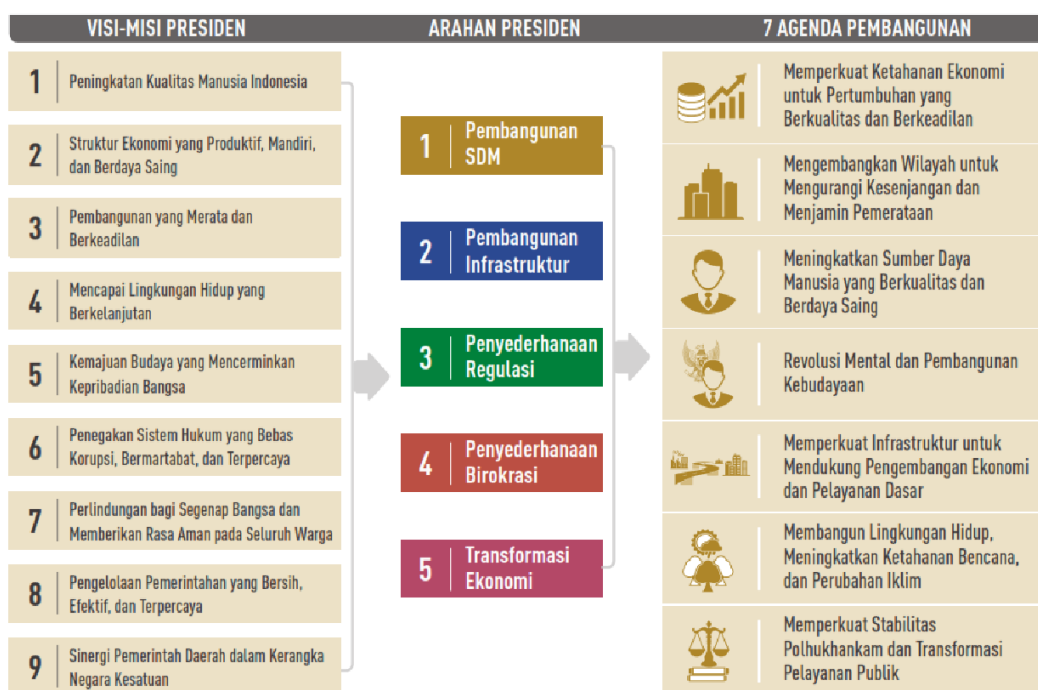 VISI-MISI PRESIDEN
1
Peningkatan Kualitas Manusia Indonesia
2
Struktur Ekonomi yang Produktif, Mandiri,
dan Berdaya Saing
3
Pembangunan yang Merata dan
Berkeadilan
4
Mencapai Lingkungan Hidup yang
Berkelanjutan
5
Kemajuan Budaya yang Mencerminkan
Kepribadian Bangsa
6
Penegakan Sistem Hukum yang Bebas
Korupsi, Bermartabat, dan Terpercaya
7
Perlindungan bagi Segenap Bangsa dan
Memberikan Rasa Aman pada Seluruh Warga
8
Pengelolaan Pemerintahan yang Bersih,
Efektif, dan Terpercaya
9
Sinergi Pemerintah Daerah dalam Kerangka
Negara Kesatuan
ARAHAN PRESIDEN
1
Pembangunan
SDM
2
Pembangunan
Infrastruktur
3
Penyederhanaan
Regulasi
4
Penyederhanaan
Birokrasi
5
Transformasi
Ekonomi
7 AGENDA PEMBANGUNAN
Memperkuat Ketahanan Ekonomi
untuk Pertumbuhan yang
Berkualitas dan Berkeadilan
Mengembangkan Wilayah untuk
Mengurangi Kesenjangan dan
Menjamin Pemerataan
Meningkatkan Sumber Daya
Manusia yang Berkualitas dan
Berdaya Saing
Revolusi Mental dan Pembangunan
Kebudayaan
Memperkuat Infrastruktur untuk
Mendukung Pengembangan Ekonomi
dan Pelayanan Dasar
Membangun Lingkungan Hidup,
Meningkatkan Ketahanan Bencana,
dan Perubahan Iklim
Memperkuat Stabilitas
Polhukhankam dan Transformasi
Pelayanan Publik